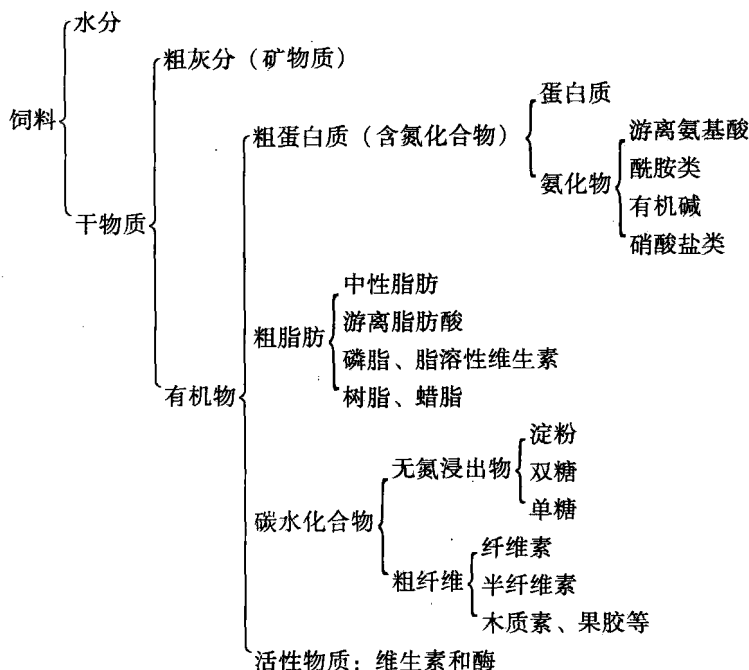 水分
粗灰分（矿物质）
饲料
蛋白质
粗蛋白质（含氮化合物）
游离氨基酸
酰胺类
氨化物
有机碱
干物质
硝酸盐类
中性脂肪
游离脂肪酸
粗脂肪
磷脂、脂溶性维生素
有机物
树脂、蜡脂
淀粉
无氮浸出物
双糖
单糖
碳水化合物
纤维素
粗纤维
半纤维素
木质素、果胶等
活性物质：维生素和酶